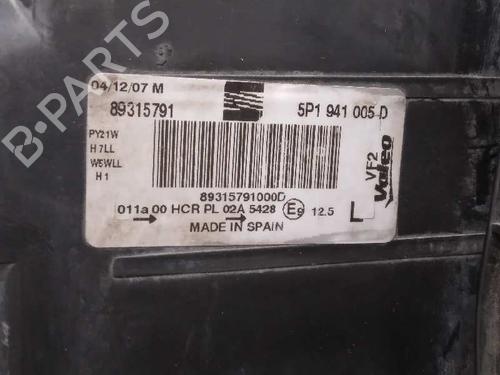 B-PARTS
04/12/07 M
89315791
5P1 941 005 D
PY21W
H7LL
W5WLL
H1
VF2
Valeo
89315791000D
011a 00 HCR PL 02A 5428 E9 12.5
L
MADE IN SPAIN